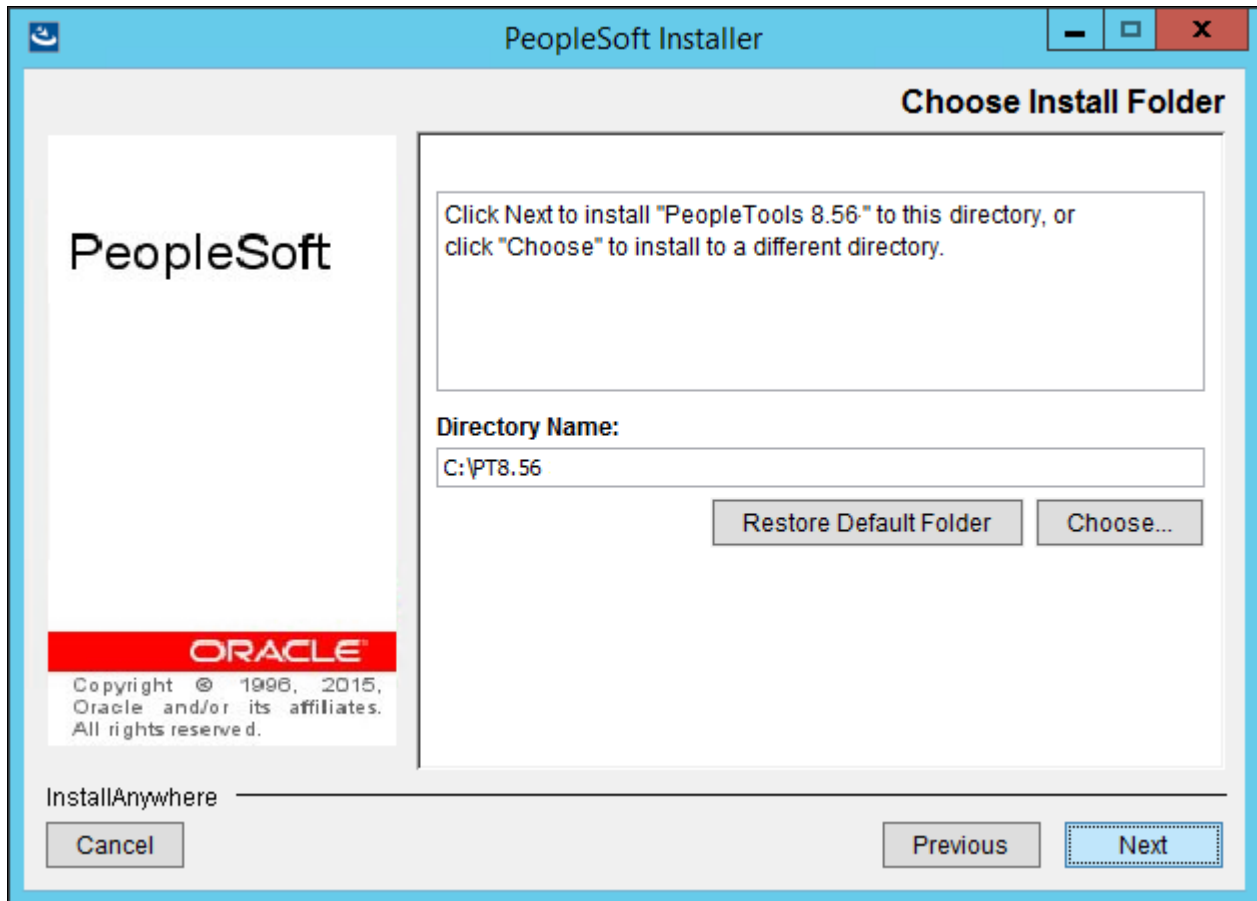 PeopleSoft Installer
Choose Install Folder
PeopleSoft
ORACLE
Copyright © 1996, 2015,
Oracle and/or its affiliates.
All rights reserved.
Click Next to install "PeopleTools 8.56" to this directory, or
click "Choose" to install to a different directory.
Directory Name:
C:\PT8.56
Restore Default Folder
Choose...
InstallAnywhere
Cancel
Previous
Next